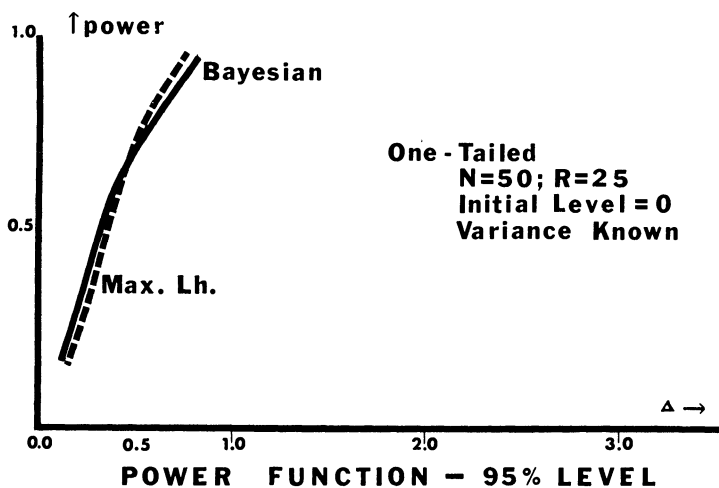 1.0 ↑power
Bayesian
One-Tailed
N=50; R=25
Initial Level=0
Variance Known
0.5
Max. Lh.
Δ →
0.0 0.5 1.0 2.0 3.0
POWER FUNCTION - 95% LEVEL